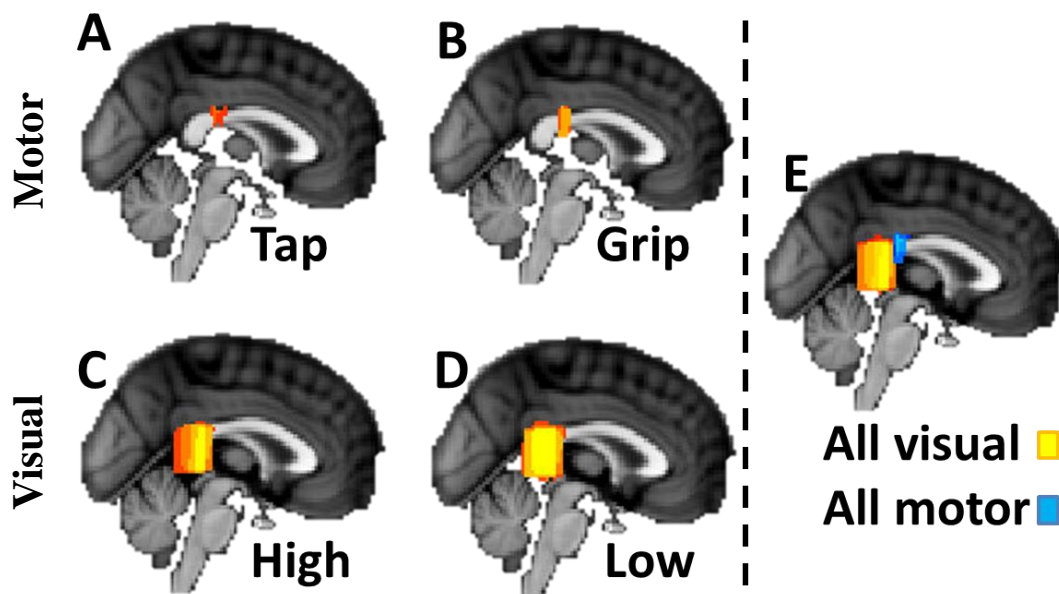 Motor
A
Tap
B
Grip
Visual
C
High
D
Low
E
All visual
All motor